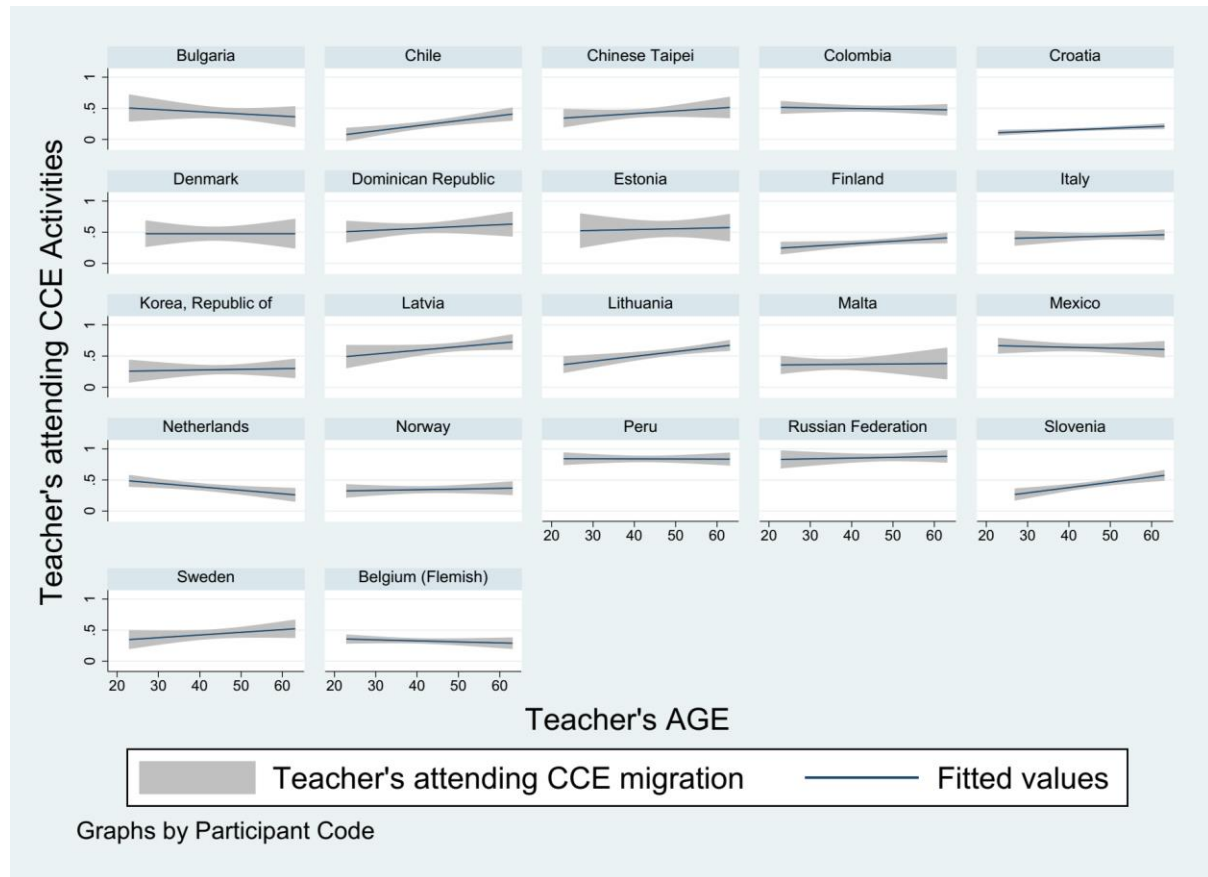 Teacher's attending CCE Activities
Bulgaria
Chile
Chinese Taipei
Colombia
Croatia
0 .5 1
Denmark
Dominican Republic
Estonia
Finland
Italy
0 .5 1
Korea, Republic of
Latvia
Lithuania
Malta
Mexico
0 .5 1
Netherlands
Norway
Peru
Russian Federation
Slovenia
0 .5 1
20 30 40 50 60
20 30 40 50 60
20 30 40 50 60
Sweden
Belgium (Flemish)
0 .5 1
20 30 40 50 60
20 30 40 50 60
Teacher's AGE
Teacher's attending CCE migration
Fitted values
Graphs by Participant Code